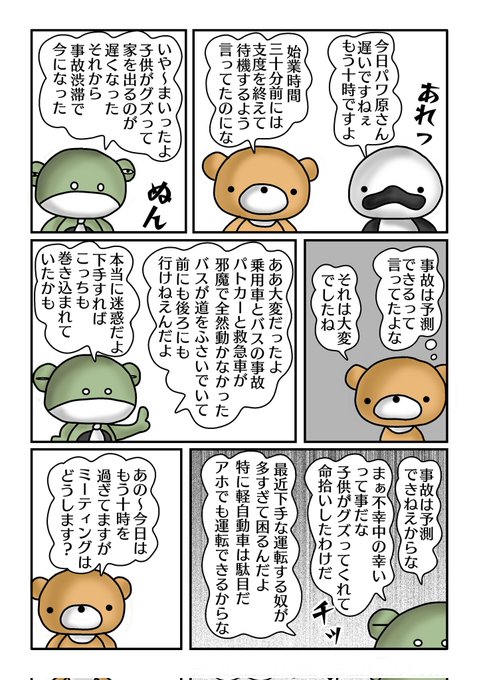 今日パワ原さん
遅いですねぇ
もう十時ですよ
あれっ
始業時間
三十分前には
支度を終えて
待機するよう
言ってたのにな
いや〜まいったよ
子供がグズって
家を出るのが
遅くなった
それから
事故渋滞で
今になった
ぬん
事故は予測
できるって
言ってたよな
それは大変
でしたね
ああ大変だったよ
乗用車とバスの事故
パトカーと救急車が
邪魔で全然動かなかった
バスが道をふさいでいて
前にも後ろにも
行けねえんだよ
本当に迷惑だよ
下手すれば
こっちも
巻き込まれて
いたかも
事故は予測
できねえからな
まぁ不幸中の幸い
って事だな
子供がグズってくれて
命拾いしたわけだ
チッ
最近下手な運転する奴が
多すぎて困るんだよ
特に軽自動車は駄目だ
アホでも運転できるからな
あの〜今日は
もう十時を
過ぎてますが
ミーティングは
どうします?